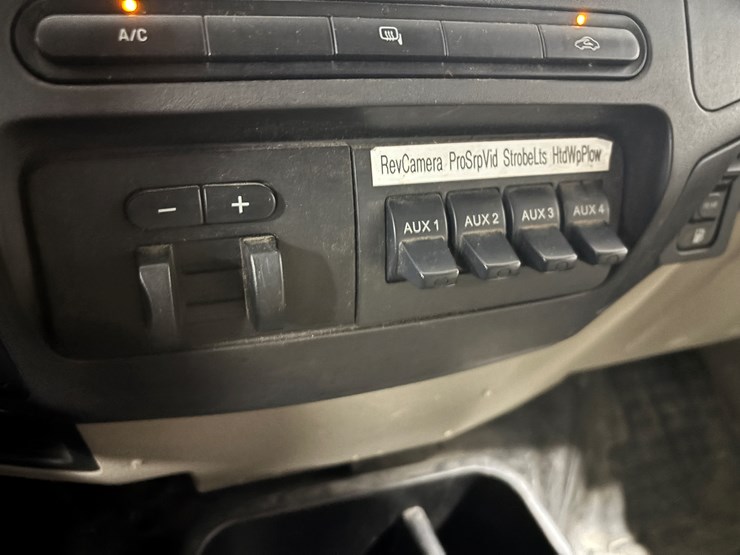 A/C
RevCamera ProSrpVid StrobeLts HtdWpPlow
AUX 1 AUX 2 AUX 3 AUX 4
− +